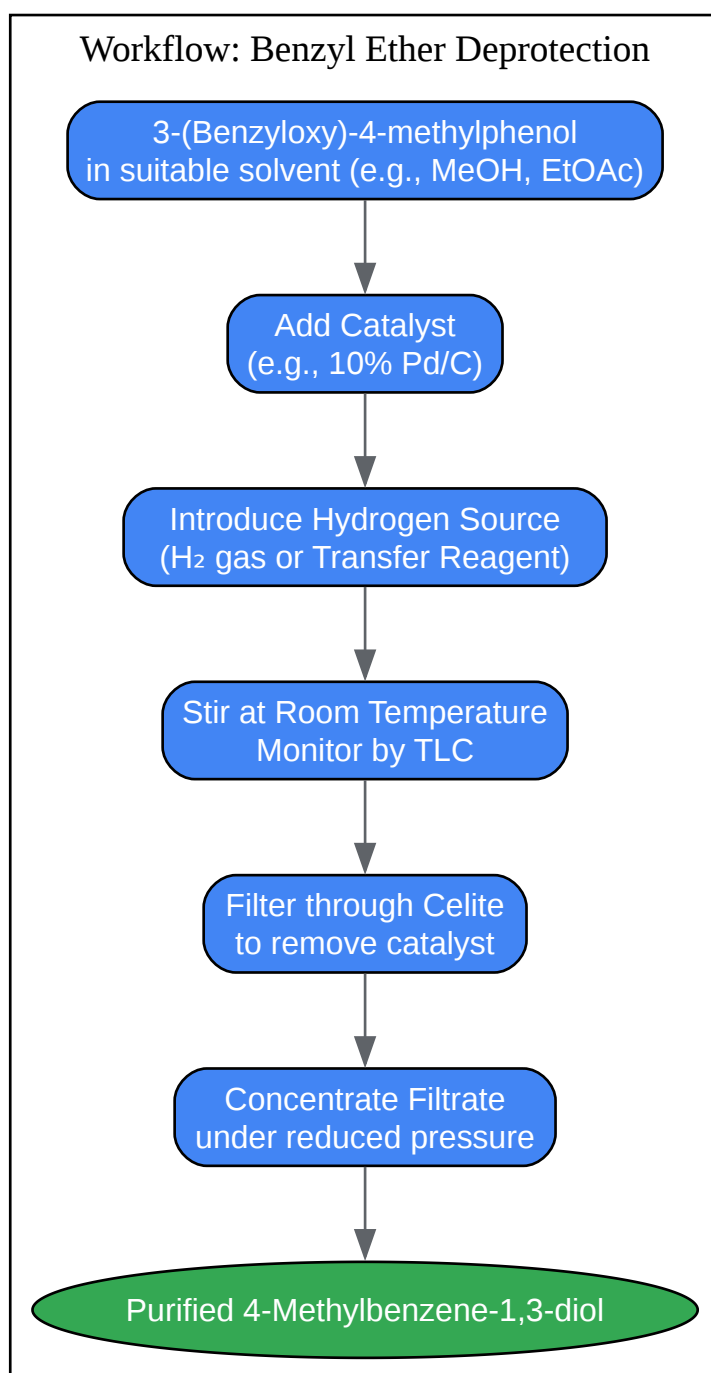 Workflow: Benzyl Ether Deprotection
3-(Benzyloxy)-4-methylphenol
in suitable solvent (e.g., MeOH, EtOAc)
Add Catalyst
(e.g., 10% Pd/C)
Introduce Hydrogen Source
(H₂ gas or Transfer Reagent)
Stir at Room Temperature
Monitor by TLC
Filter through Celite
to remove catalyst
Concentrate Filtrate
under reduced pressure
Purified 4-Methylbenzene-1,3-diol